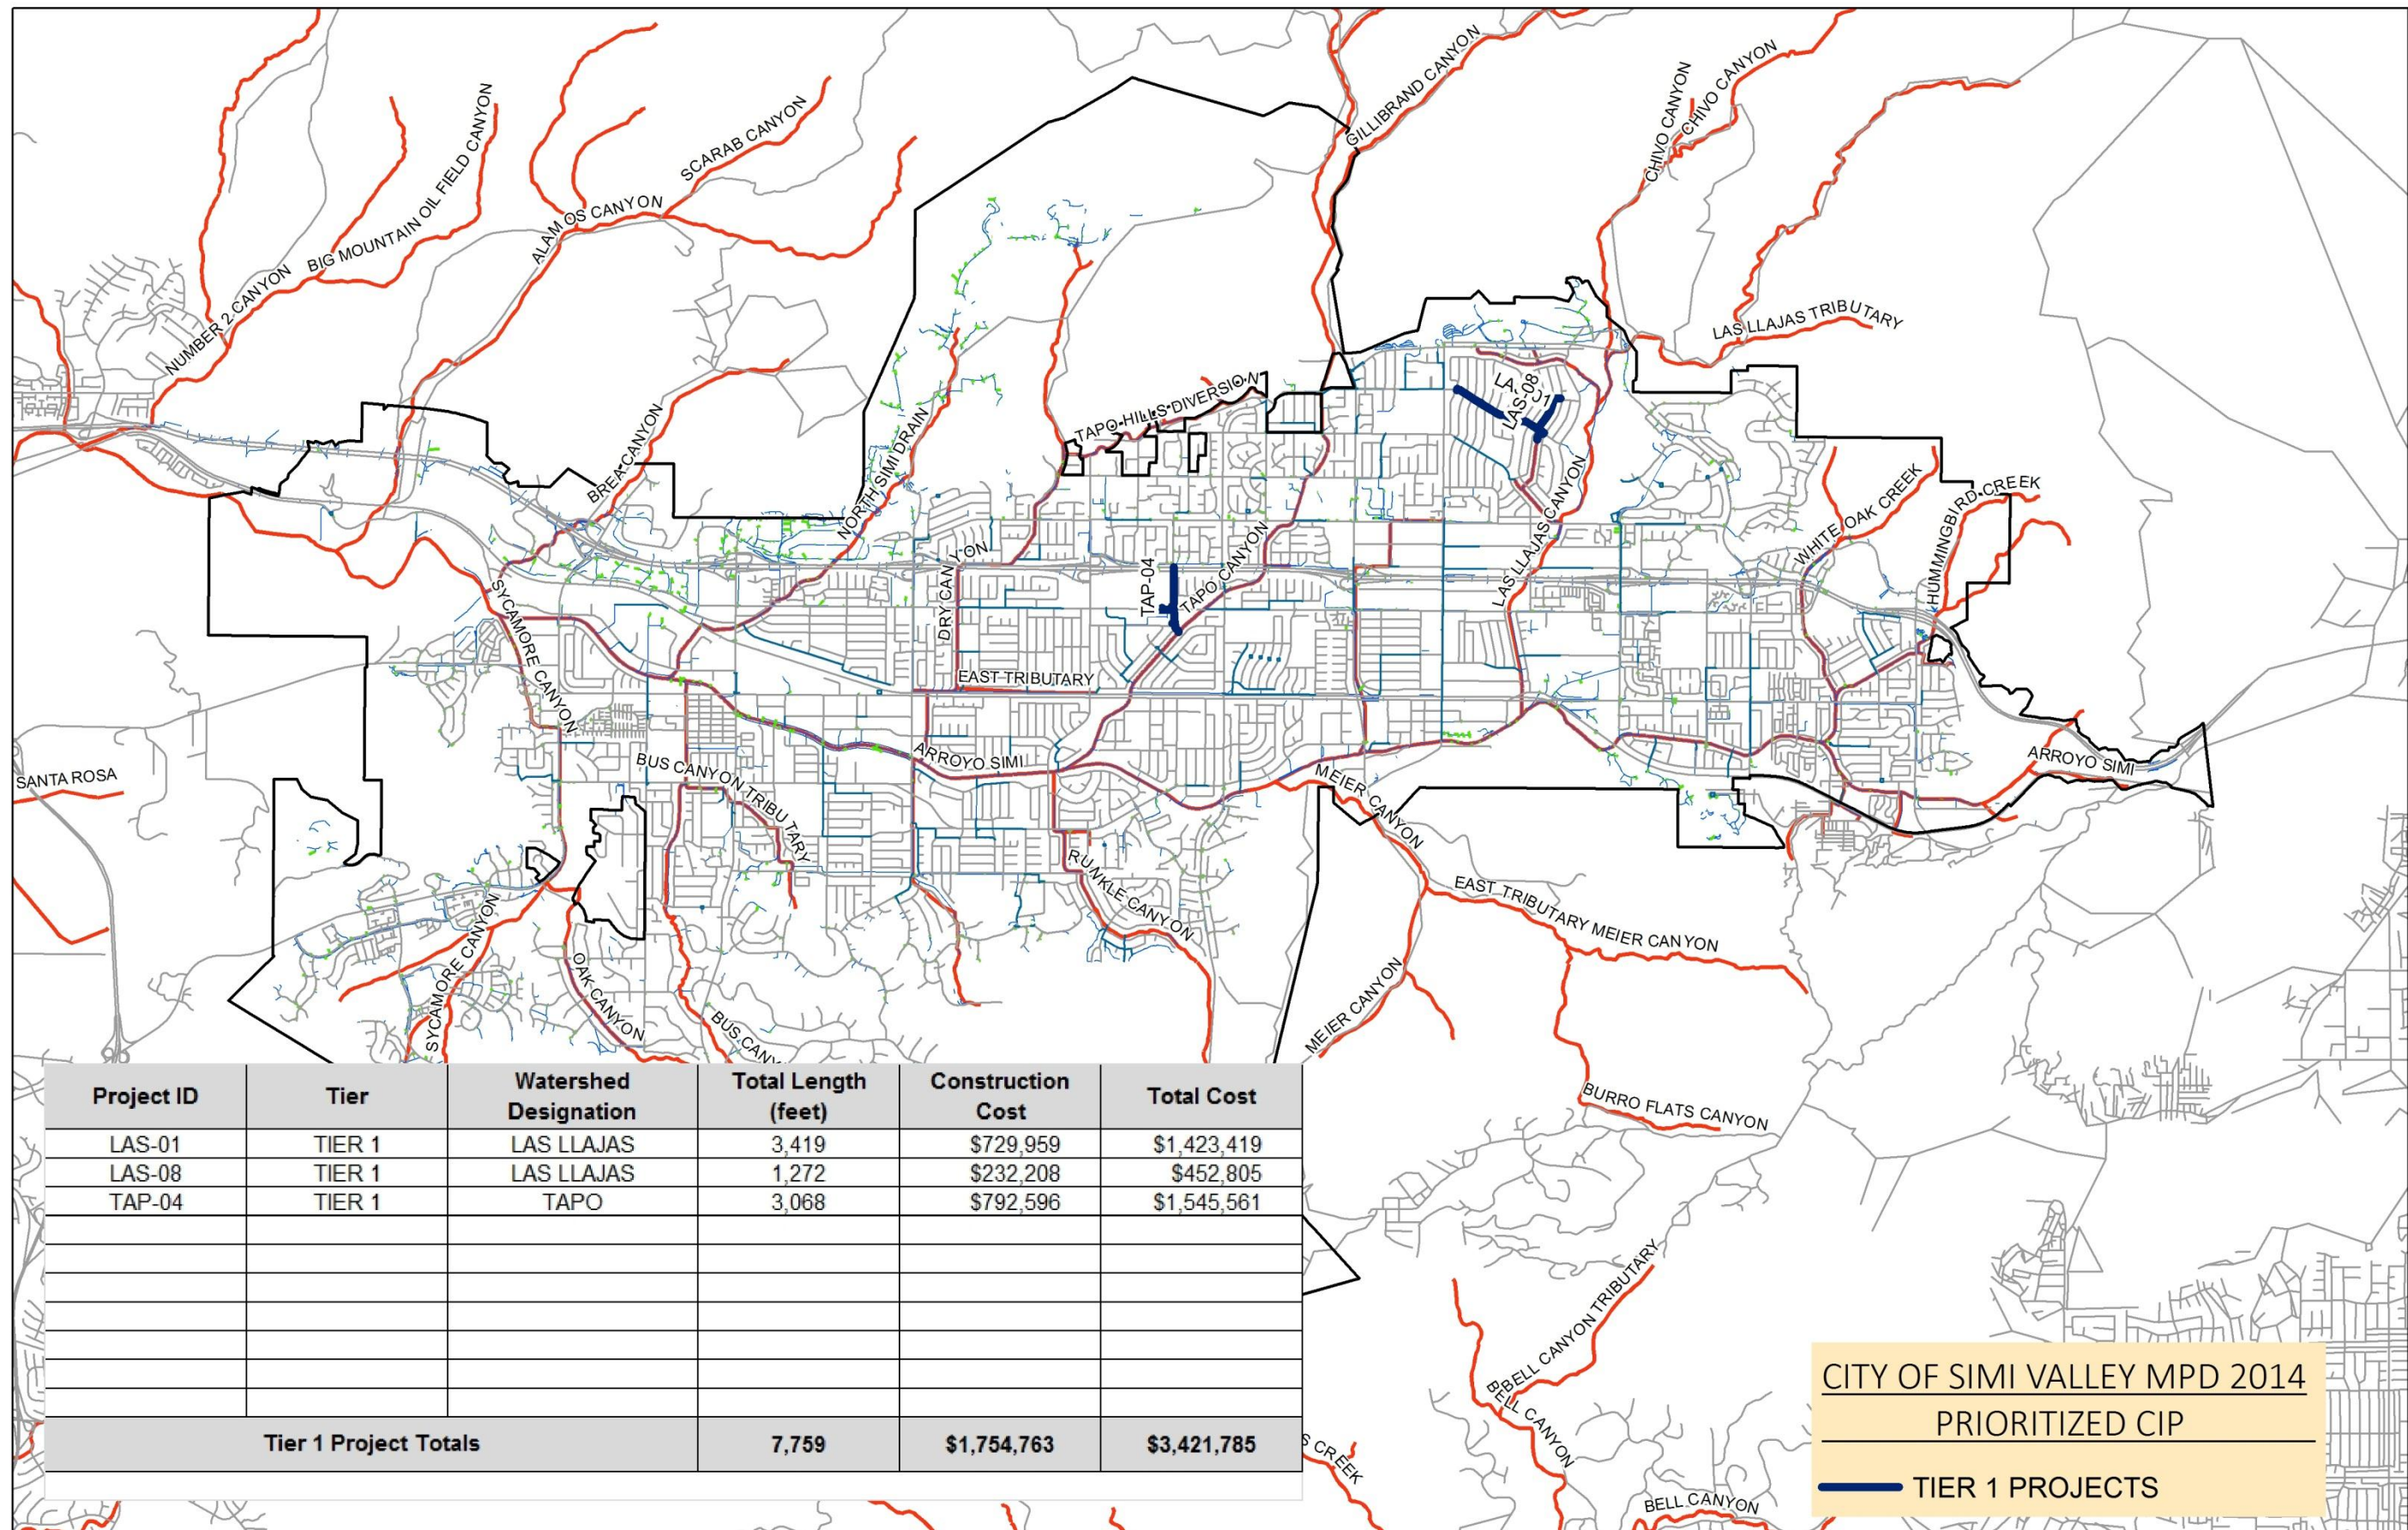 GILLIBRAND CANYON
CHIVO CANYON
CHIVO CANYON
SCARAB CANYON
BIG MOUNTAIN OIL FIELD CANYON
ALAMOS CANYON
NUMBER 2 CANYON
LAS LLAJAS TRIBUTARY
TAPO HILLS DIVERSION
LAS-08
BREA CANYON
NORTH SIMI DRAIN
LAS LLAJAS CANYON
WHITE OAK CREEK
HUMMINGBIRD CREEK
DRY CANYON
TAP-04
TAPO CANYON
SYCAMORE CANYON
EAST TRIBUTARY
ARROYO SIMI
BUS CANYON TRIBUTARY
SANTA ROSA
MEIER CANYON
ARROYO SIMI
RUNKLE CANYON
EAST TRIBUTARY MEIER CANYON
SYCAMORE CANYON
OAK CANYON
BUS CANY
MEIER CANYON
BURRO FLATS CANYON
Project ID Tier Watershed Designation Total Length (feet) Construction Cost Total Cost
LAS-01 TIER 1 LAS LLAJAS 3,419 $729,959 $1,423,419
LAS-08 TIER 1 LAS LLAJAS 1,272 $232,208 $452,805
TAP-04 TIER 1 TAPO 3,068 $792,596 $1,545,561
Tier 1 Project Totals 7,759 $1,754,763 $3,421,785
BELL CANYON TRIBUTARY
BELL CANYON
S CREEK
BELL CANYON
CITY OF SIMI VALLEY MPD 2014
PRIORITIZED CIP
TIER 1 PROJECTS